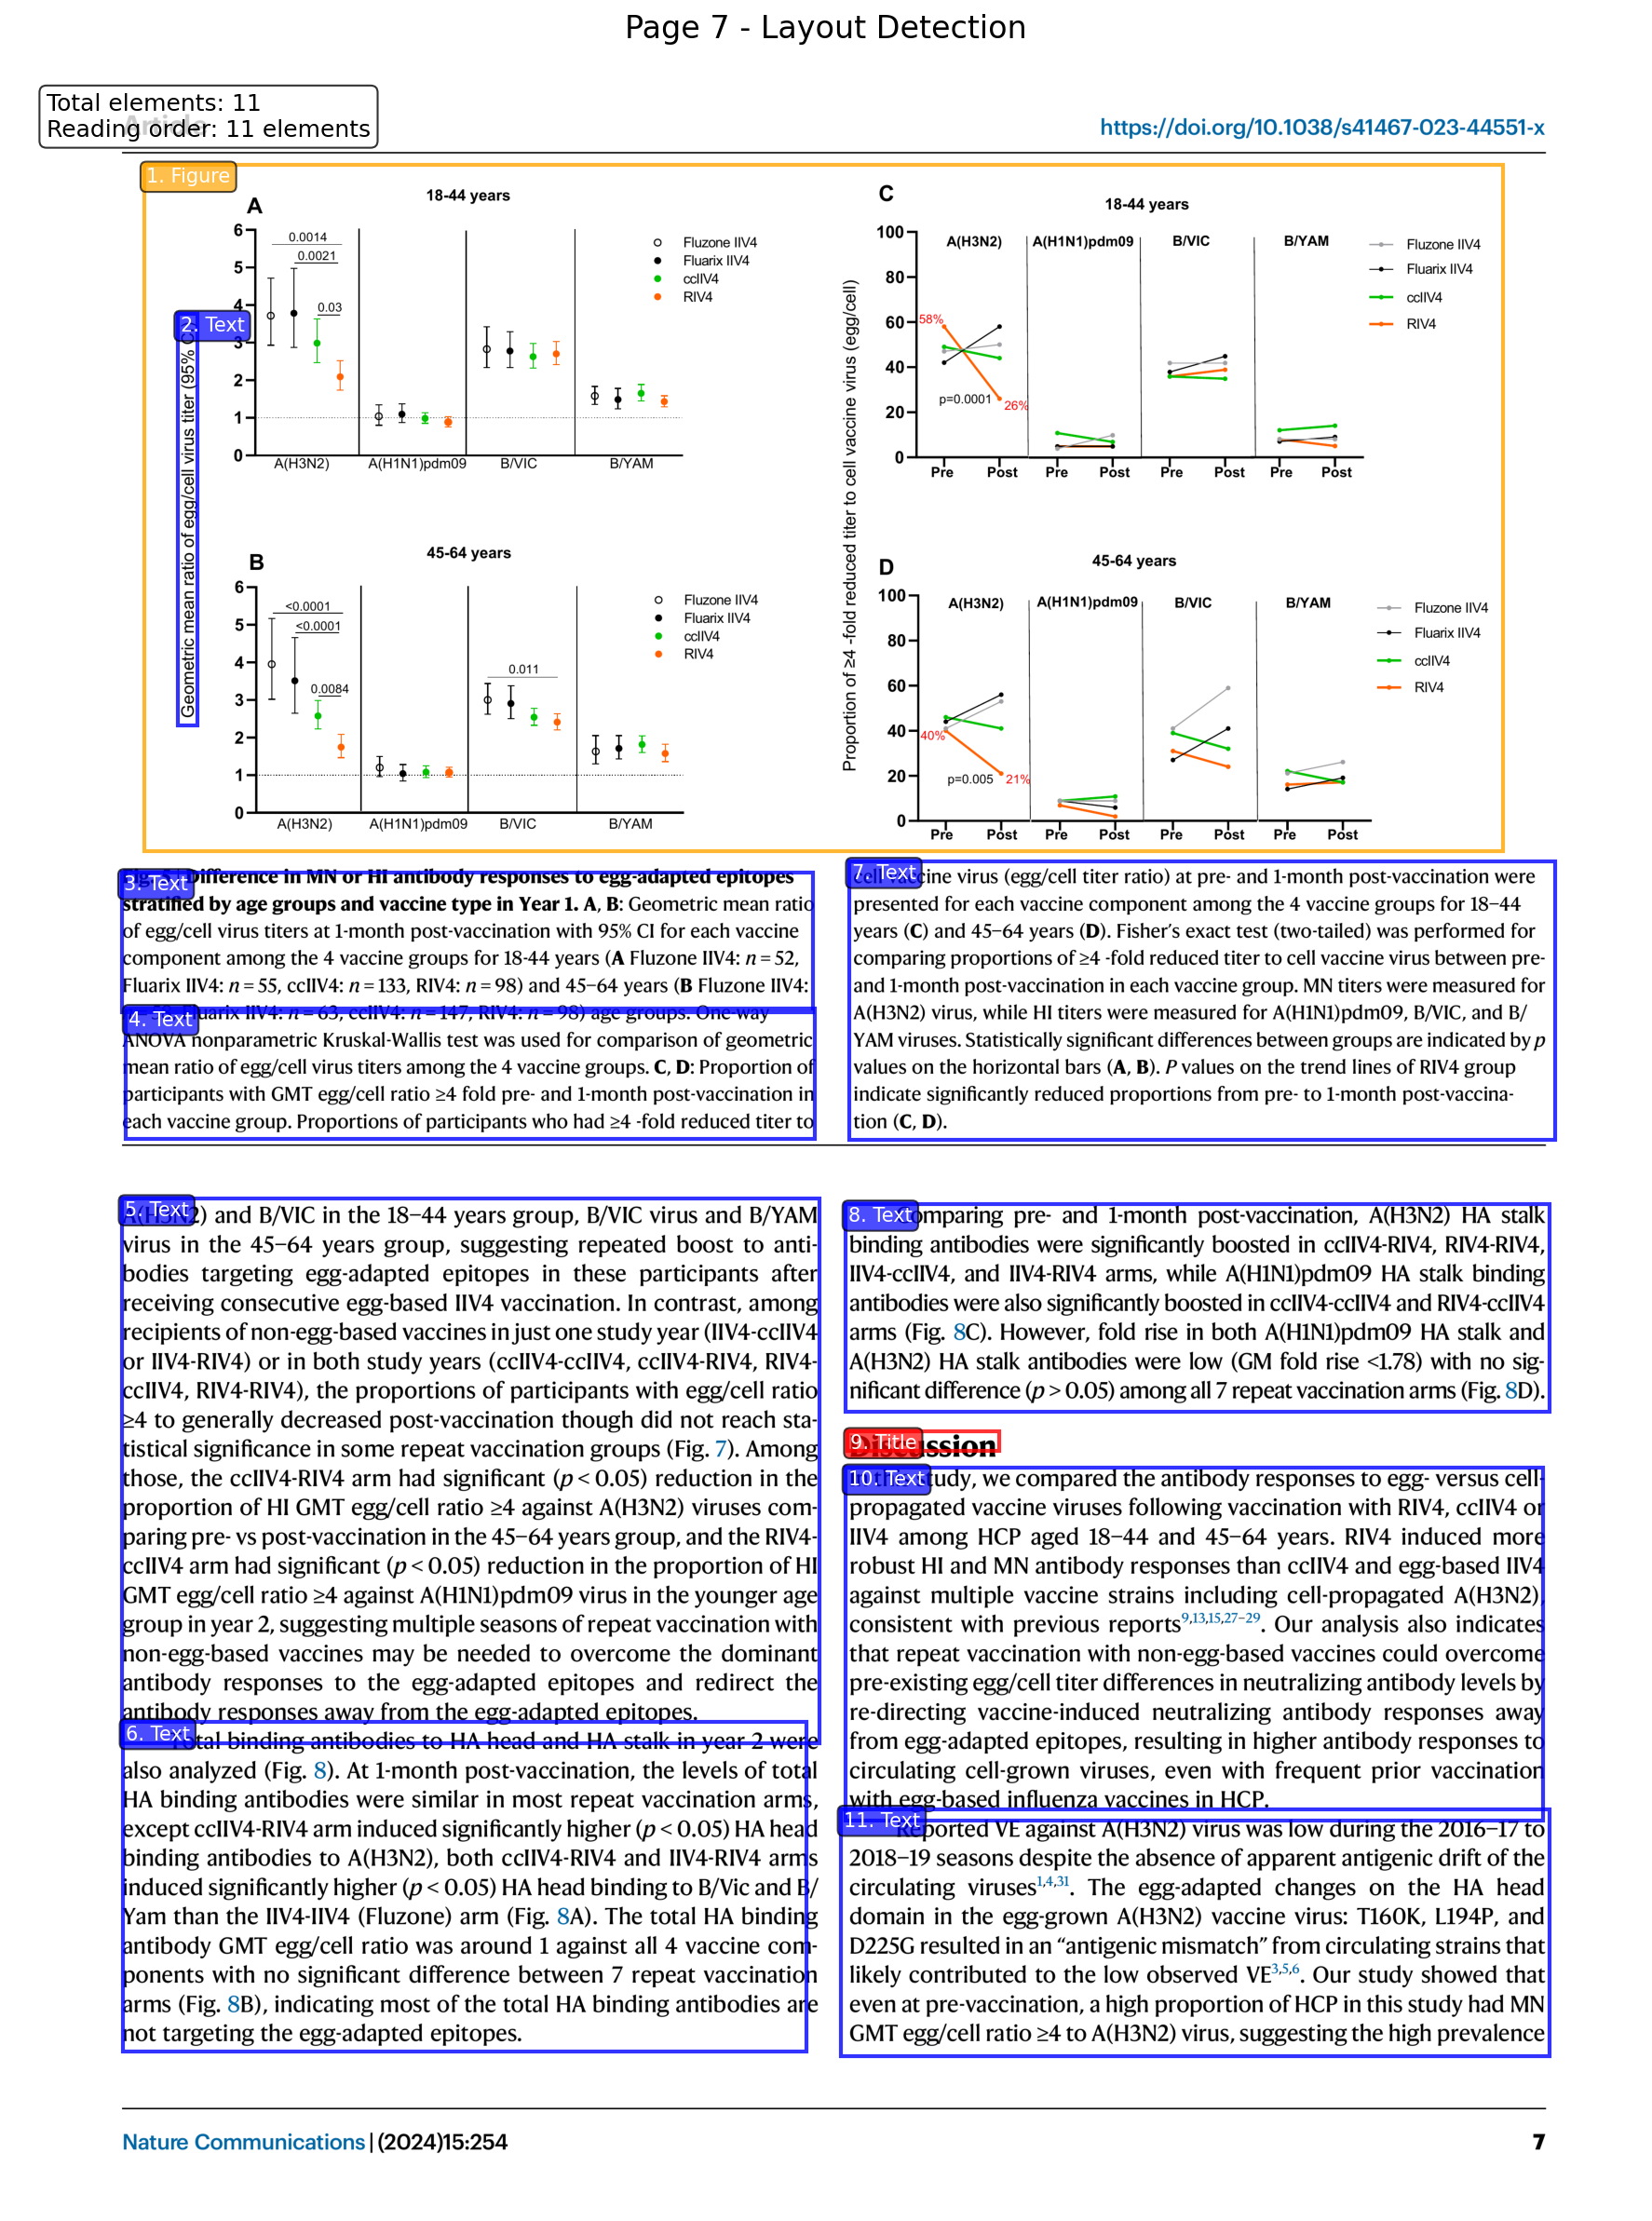 Page 7 - Layout Detection
Total elements: 11
Reading order: 11 elements
Article
https://doi.org/10.1038/s41467-023-44551-x
1. Figure
2. Text
Geometric mean ratio of egg/cell virus titer (95%
A
18-44 years
6
5
4
3
2
1
0
0.0014
0.0021
0.03
Fluzone IIV4
Fluarix IIV4
ccIIV4
RIV4
A(H3N2)
A(H1N1)pdm09
B/VIC
B/YAM
B
45-64 years
6
5
4
3
2
1
0
<0.0001
<0.0001
0.0084
0.011
Fluzone IIV4
Fluarix IIV4
ccIIV4
RIV4
A(H3N2)
A(H1N1)pdm09
B/VIC
B/YAM
Proportion of ≥4 -fold reduced titer to cell vaccine virus (egg/cell)
C
18-44 years
100
80
60
40
20
0
A(H3N2)
A(H1N1)pdm09
B/VIC
B/YAM
58%
p=0.0001
26%
Fluzone IIV4
Fluarix IIV4
ccIIV4
RIV4
Pre Post Pre Post Pre Post Pre Post
D
45-64 years
100
80
60
40
20
0
A(H3N2)
A(H1N1)pdm09
B/VIC
B/YAM
40%
p=0.005
21%
Fluzone IIV4
Fluarix IIV4
ccIIV4
RIV4
Pre Post Pre Post Pre Post Pre Post
3. Text
Difference in MN or HI antibody responses to egg-adapted epitopes
stratified by age groups and vaccine type in Year 1. A, B: Geometric mean ratio
of egg/cell virus titers at 1-month post-vaccination with 95% CI for each vaccine
component among the 4 vaccine groups for 18-44 years (A Fluzone IIV4: n = 52,
Fluarix IIV4: n = 55, ccIIV4: n = 133, RIV4: n = 98) and 45–64 years (B Fluzone IIV4:
4. Text
Fluarix IIV4: n = 63, ccIIV4: n = 147, RIV4: n = 98) age groups. One-way
ANOVA nonparametric Kruskal-Wallis test was used for comparison of geometric
mean ratio of egg/cell virus titers among the 4 vaccine groups. C, D: Proportion of
participants with GMT egg/cell ratio ≥4 fold pre- and 1-month post-vaccination in
each vaccine group. Proportions of participants who had ≥4 -fold reduced titer to
7. Text
cell vaccine virus (egg/cell titer ratio) at pre- and 1-month post-vaccination were
presented for each vaccine component among the 4 vaccine groups for 18–44
years (C) and 45–64 years (D). Fisher’s exact test (two-tailed) was performed for
comparing proportions of ≥4 -fold reduced titer to cell vaccine virus between pre-
and 1-month post-vaccination in each vaccine group. MN titers were measured for
A(H3N2) virus, while HI titers were measured for A(H1N1)pdm09, B/VIC, and B/
YAM viruses. Statistically significant differences between groups are indicated by p
values on the horizontal bars (A, B). P values on the trend lines of RIV4 group
indicate significantly reduced proportions from pre- to 1-month post-vaccina-
tion (C, D).
5. Text
A(H3N2) and B/VIC in the 18–44 years group, B/VIC virus and B/YAM
virus in the 45–64 years group, suggesting repeated boost to anti-
bodies targeting egg-adapted epitopes in these participants after
receiving consecutive egg-based IIV4 vaccination. In contrast, among
recipients of non-egg-based vaccines in just one study year (IIV4-ccIIV4
or IIV4-RIV4) or in both study years (ccIIV4-ccIIV4, ccIIV4-RIV4, RIV4-
ccIIV4, RIV4-RIV4), the proportions of participants with egg/cell ratio
≥4 to generally decreased post-vaccination though did not reach sta-
tistical significance in some repeat vaccination groups (Fig. 7). Among
those, the ccIIV4-RIV4 arm had significant (p < 0.05) reduction in the
proportion of HI GMT egg/cell ratio ≥4 against A(H3N2) viruses com-
paring pre- vs post-vaccination in the 45–64 years group, and the RIV4-
ccIIV4 arm had significant (p < 0.05) reduction in the proportion of HI
GMT egg/cell ratio ≥4 against A(H1N1)pdm09 virus in the younger age
group in year 2, suggesting multiple seasons of repeat vaccination with
non-egg-based vaccines may be needed to overcome the dominant
antibody responses to the egg-adapted epitopes and redirect the
antibody responses away from the egg-adapted epitopes.
6. Text
Total binding antibodies to HA head and HA stalk in year 2 were
also analyzed (Fig. 8). At 1-month post-vaccination, the levels of total
HA binding antibodies were similar in most repeat vaccination arms,
except ccIIV4-RIV4 arm induced significantly higher (p < 0.05) HA head
binding antibodies to A(H3N2), both ccIIV4-RIV4 and IIV4-RIV4 arms
induced significantly higher (p < 0.05) HA head binding to B/Vic and B/
Yam than the IIV4-IIV4 (Fluzone) arm (Fig. 8A). The total HA binding
antibody GMT egg/cell ratio was around 1 against all 4 vaccine com-
ponents with no significant difference between 7 repeat vaccination
arms (Fig. 8B), indicating most of the total HA binding antibodies are
not targeting the egg-adapted epitopes.
8. Text
Comparing pre- and 1-month post-vaccination, A(H3N2) HA stalk
binding antibodies were significantly boosted in ccIIV4-RIV4, RIV4-RIV4,
IIV4-ccIIV4, and IIV4-RIV4 arms, while A(H1N1)pdm09 HA stalk binding
antibodies were also significantly boosted in ccIIV4-ccIIV4 and RIV4-ccIIV4
arms (Fig. 8C). However, fold rise in both A(H1N1)pdm09 HA stalk and
A(H3N2) HA stalk antibodies were low (GM fold rise <1.78) with no sig-
nificant difference (p > 0.05) among all 7 repeat vaccination arms (Fig. 8D).
9. Title
Discussion
10. Text
In this study, we compared the antibody responses to egg- versus cell-
propagated vaccine viruses following vaccination with RIV4, ccIIV4 or
IIV4 among HCP aged 18–44 and 45–64 years. RIV4 induced more
robust HI and MN antibody responses than ccIIV4 and egg-based IIV4
against multiple vaccine strains including cell-propagated A(H3N2),
consistent with previous reports9,13,15,27–29. Our analysis also indicates
that repeat vaccination with non-egg-based vaccines could overcome
pre-existing egg/cell titer differences in neutralizing antibody levels by
re-directing vaccine-induced neutralizing antibody responses away
from egg-adapted epitopes, resulting in higher antibody responses to
circulating cell-grown viruses, even with frequent prior vaccination
with egg-based influenza vaccines in HCP.
11. Text
Reported VE against A(H3N2) virus was low during the 2016–17 to
2018–19 seasons despite the absence of apparent antigenic drift of the
circulating viruses1,4,31. The egg-adapted changes on the HA head
domain in the egg-grown A(H3N2) vaccine virus: T160K, L194P, and
D225G resulted in an “antigenic mismatch” from circulating strains that
likely contributed to the low observed VE3,5,6. Our study showed that
even at pre-vaccination, a high proportion of HCP in this study had MN
GMT egg/cell ratio ≥4 to A(H3N2) virus, suggesting the high prevalence
Nature Communications | (2024)15:254
7